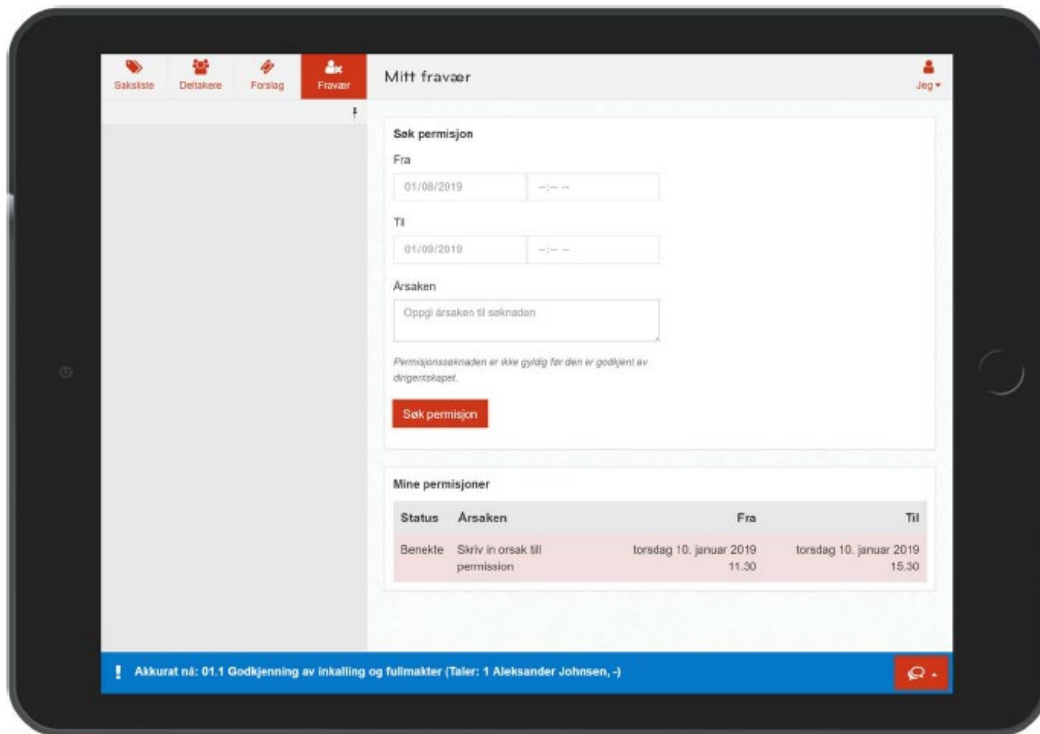 Saksliste Deltakere Forslag Fravær
Mitt fravær
Jeg
Søk permisjon
Fra
01/08/2019 --:-- --
Til
01/09/2019 --:-- --
Årsaken
Oppgi årsaken til søknaden
Permisjonssøknaden er ikke gyldig før den er godkjent av
dirigentskapet.
Søk permisjon
Mine permisjoner
Status Årsaken Fra Til
Benekte Skriv in orsak till torsdag 10. januar 2019 torsdag 10. januar 2019
permission 11.30 15.30
Akkurat nå: 01.1 Godkjenning av inkalling og fullmakter (Taler: 1 Aleksander Johnsen, -)